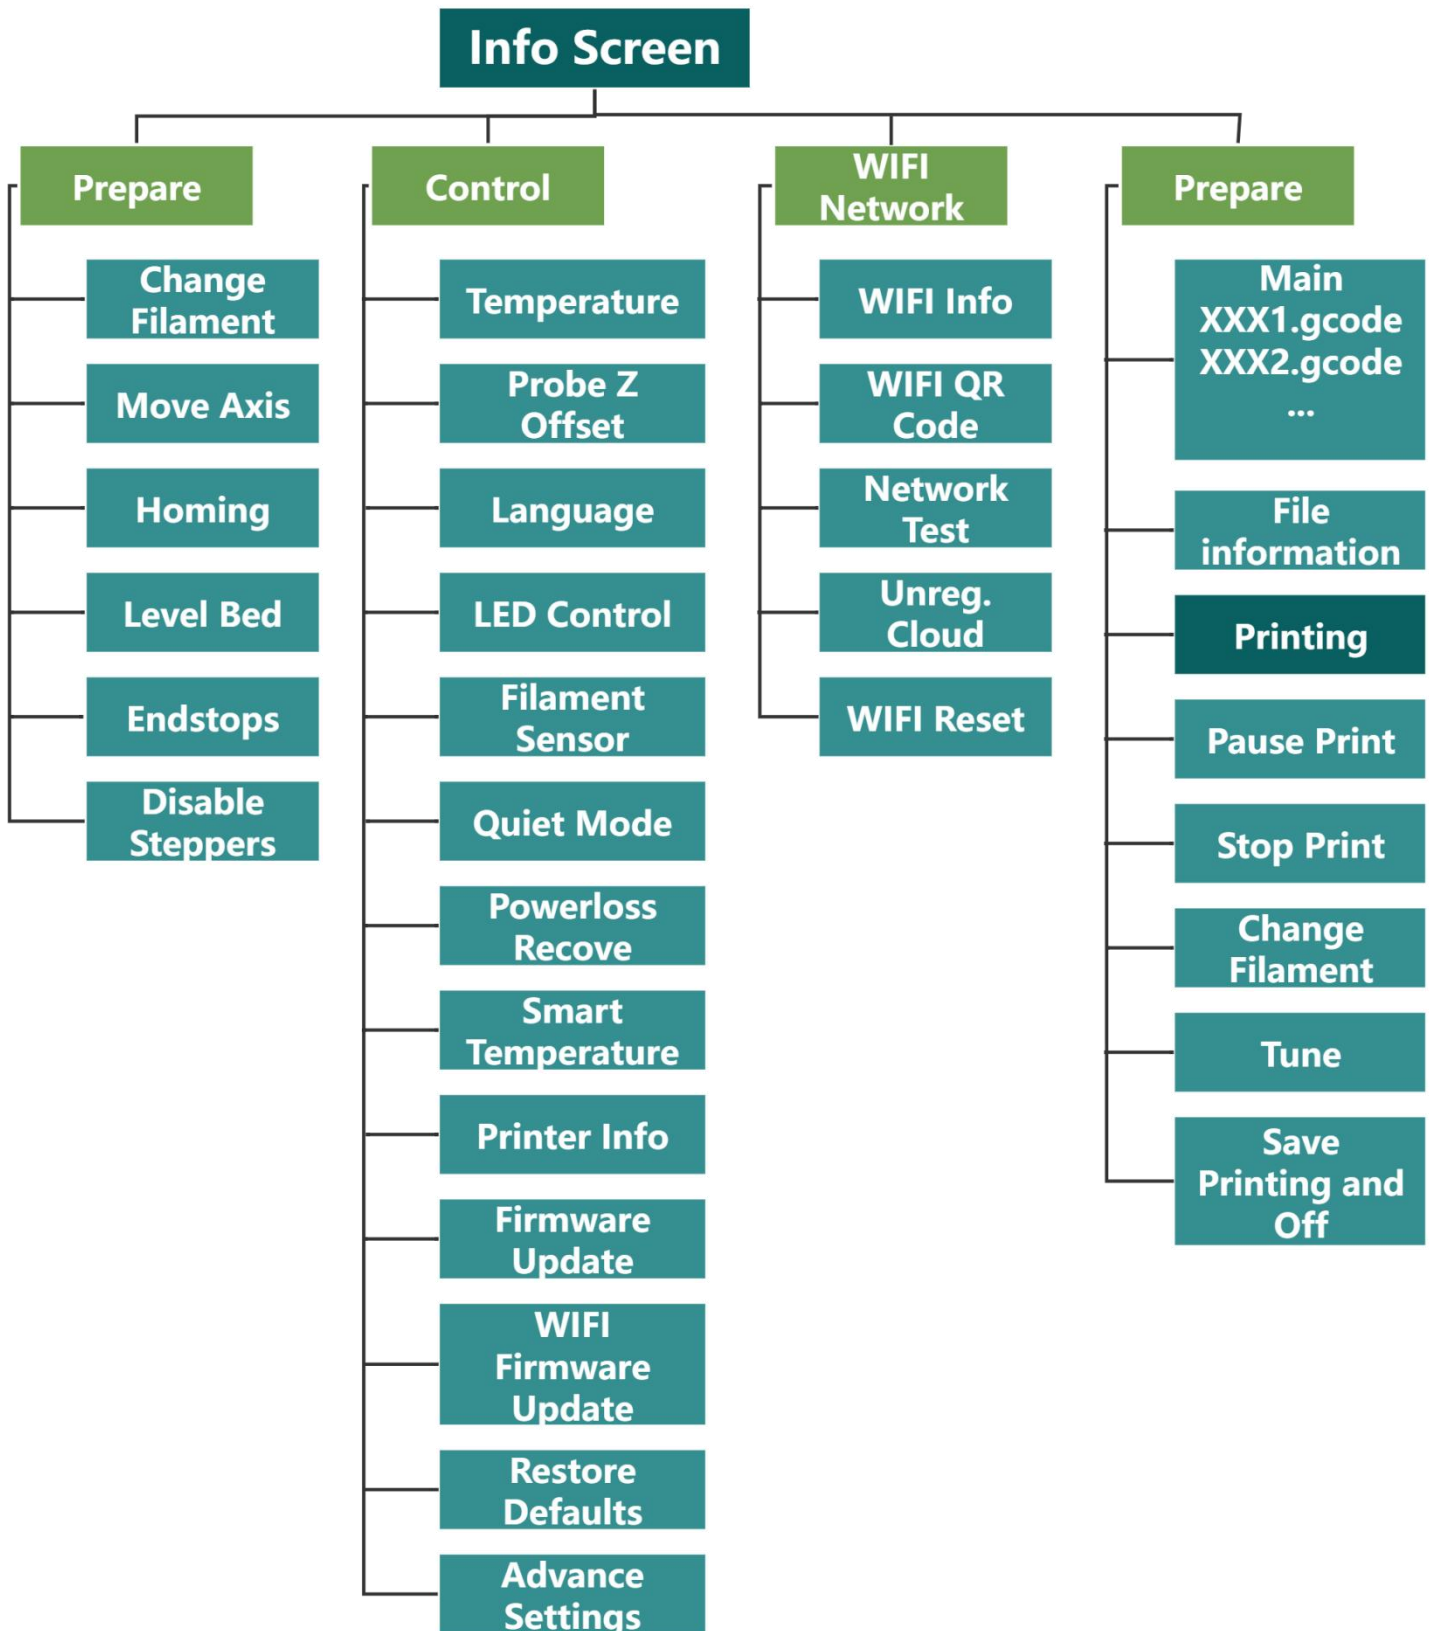 Info Screen
Prepare
Change
Filament
Move Axis
Homing
Level Bed
Endstops
Disable
Steppers
Control
Temperature
Probe Z
Offset
Language
LED Control
Filament
Sensor
Quiet Mode
Powerloss
Recove
Smart
Temperature
Printer Info
Firmware
Update
WIFI
Firmware
Update
Restore
Defaults
Advance
Settings
WIFI
Network
WIFI Info
WIFI QR
Code
Network
Test
Unreg.
Cloud
WIFI Reset
Prepare
Main
XXX1.gcode
XXX2.gcode
...
File
information
Printing
Pause Print
Stop Print
Change
Filament
Tune
Save
Printing and
Off